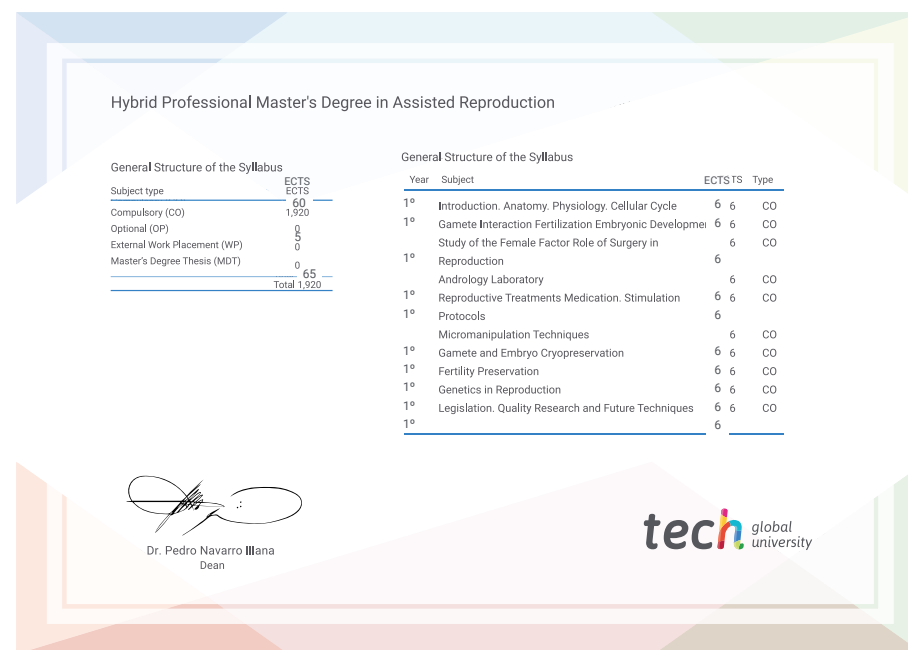 Hybrid Professional Master's Degree in Assisted Reproduction
General Structure of the Syllabus
ECTS
Subject type ECTS
60
Compulsory (CO) 1,920
Optional (OP) 0
5
External Work Placement (WP) 0
Master's Degree Thesis (MDT) 0
65
Total 1,920
General Structure of the Syllabus
Year Subject ECTS TS Type
1º Introduction. Anatomy. Physiology. Cellular Cycle 6 6 CO
1º Gamete Interaction Fertilization Embryonic Developme 6 6 CO
Study of the Female Factor Role of Surgery in 6 CO
1º Reproduction 6
Andrology Laboratory 6 CO
1º Reproductive Treatments Medication. Stimulation 6 6 CO
1º Protocols 6
Micromanipulation Techniques 6 CO
1º Gamete and Embryo Cryopreservation 6 6 CO
1º Fertility Preservation 6 6 CO
1º Genetics in Reproduction 6 6 CO
1º Legislation. Quality Research and Future Techniques 6 6 CO
1º 6
Dr. Pedro Navarro Illana
Dean
tech global
university